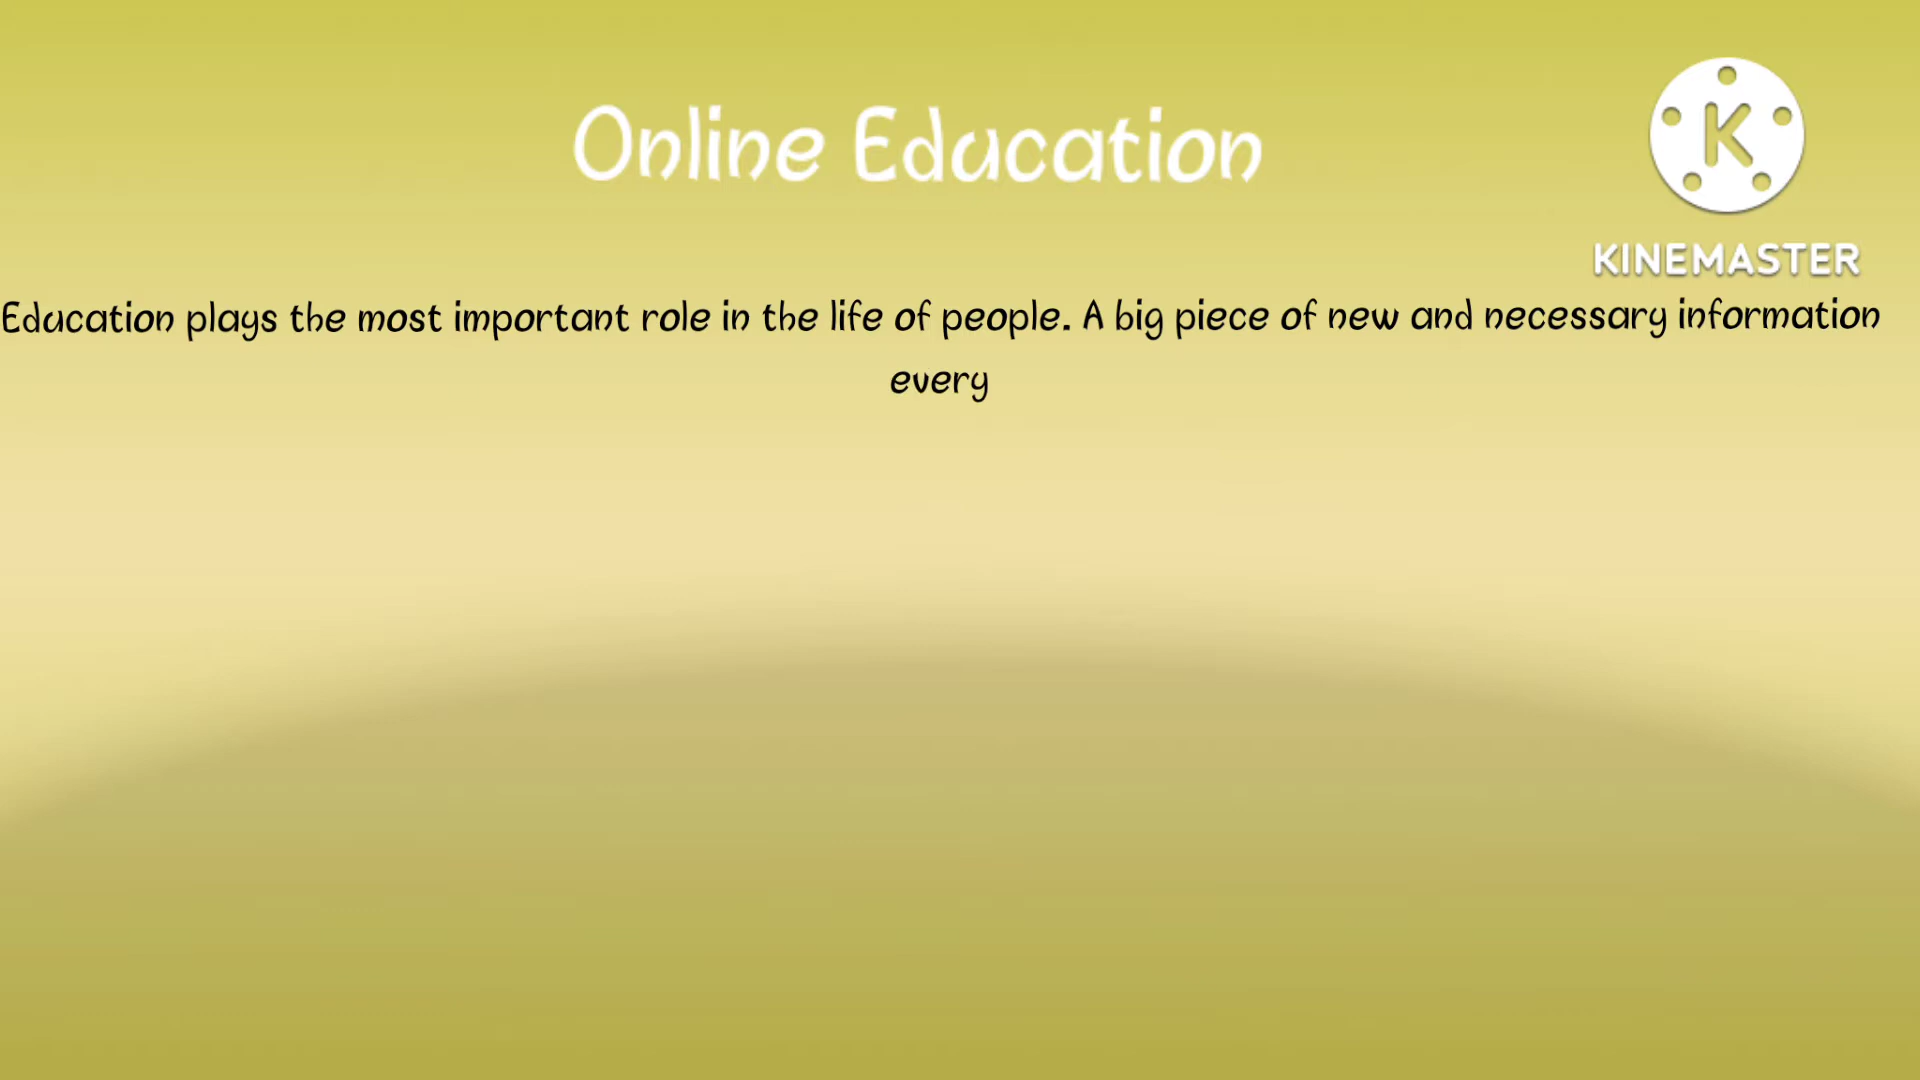 Online Education
K
KINEMASTER
Education plays the most important role in the life of people. A big piece of new and necessary information
every